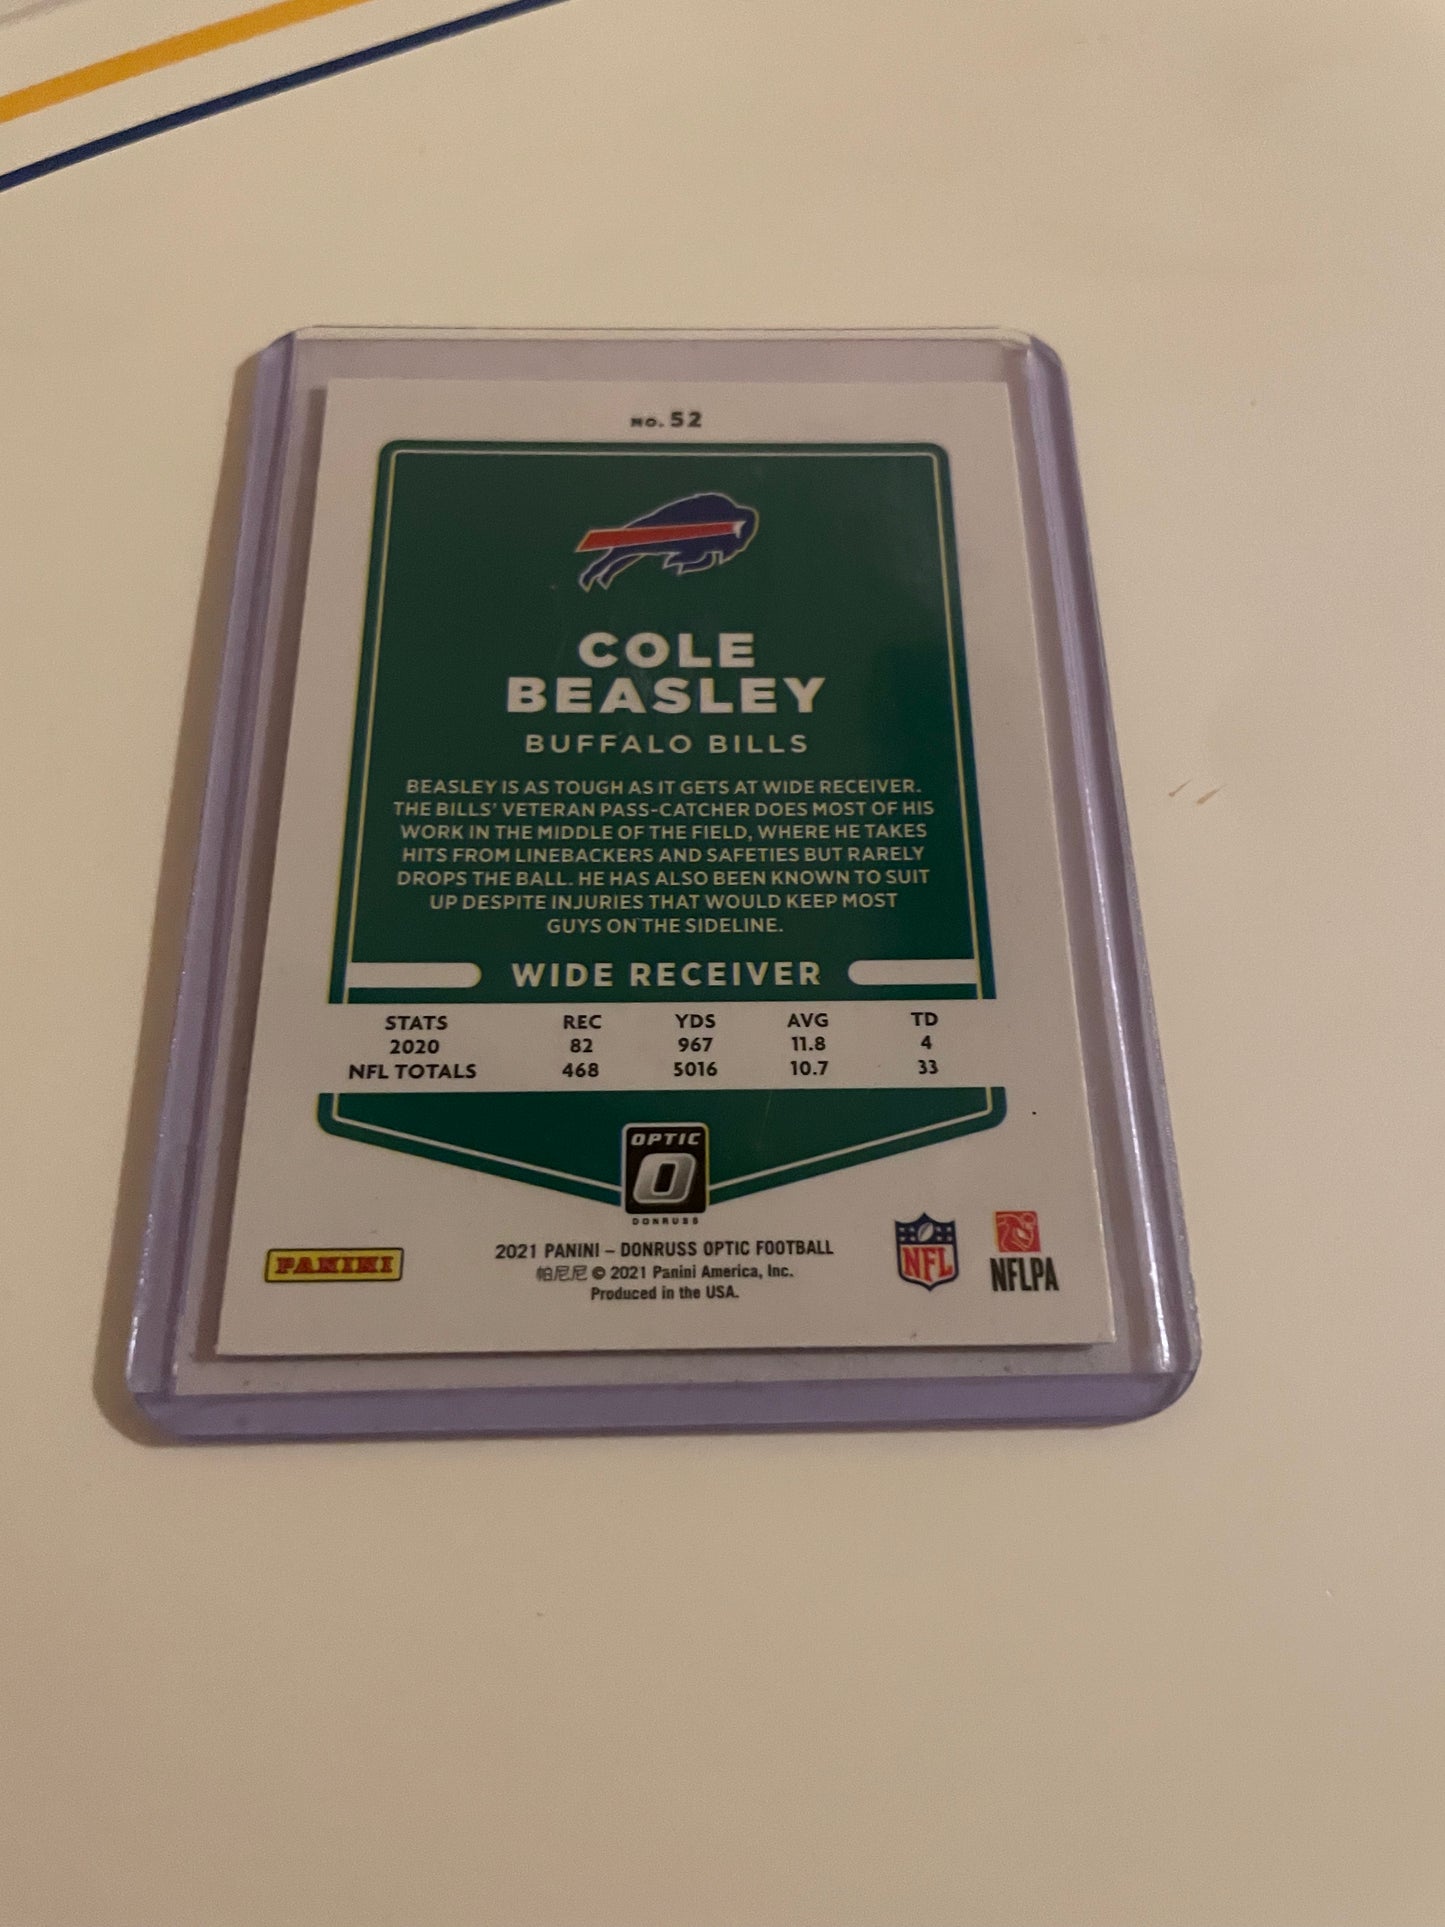 NO. 52
COLE
BEASLEY
BUFFALO BILLS
BEASLEY IS AS TOUGH AS IT GETS AT WIDE RECEIVER.
THE BILLS' VETERAN PASS-CATCHER DOES MOST OF HIS
WORK IN THE MIDDLE OF THE FIELD, WHERE HE TAKES
HITS FROM LINEBACKERS AND SAFETIES BUT RARELY
DROPS THE BALL. HE HAS ALSO BEEN KNOWN TO SUIT
UP DESPITE INJURIES THAT WOULD KEEP MOST
GUYS ON THE SIDELINE.
WIDE RECEIVER
STATS REC YDS AVG TD
2020 82 967 11.8 4
NFL TOTALS 468 5016 10.7 33
OPTIC
O
DONRUSS
PANINI
2021 PANINI – DONRUSS OPTIC FOOTBALL
帕尼尼 © 2021 Panini America, Inc.
Produced in the USA.
NFL
NFLPA